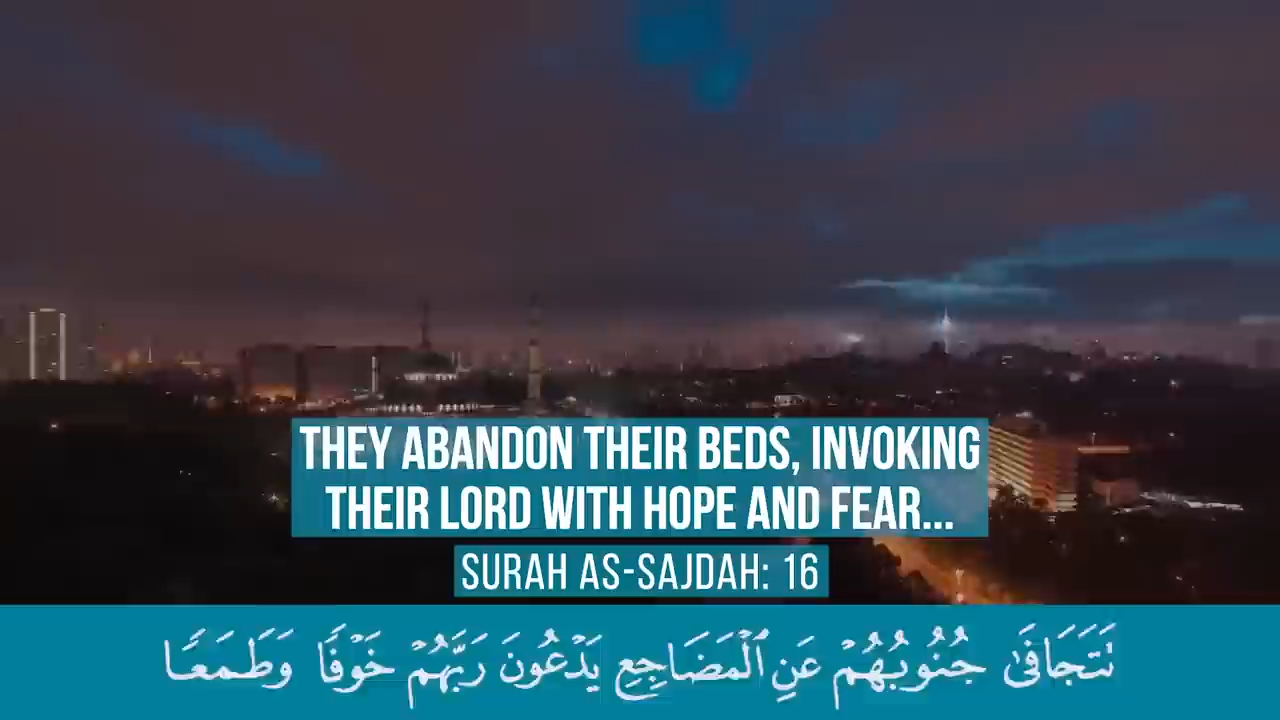 THEY ABANDON THEIR BEDS, INVOKING
THEIR LORD WITH HOPE AND FEAR...
SURAH AS-SAJDAH: 16
نَتَجَافَىٰ جُنُوبُهُمْ عَنِ ٱلْمَضَاجِعِ يَدْعُونَ رَبَّهُمْ خَوْفًا وَطَمَعًا